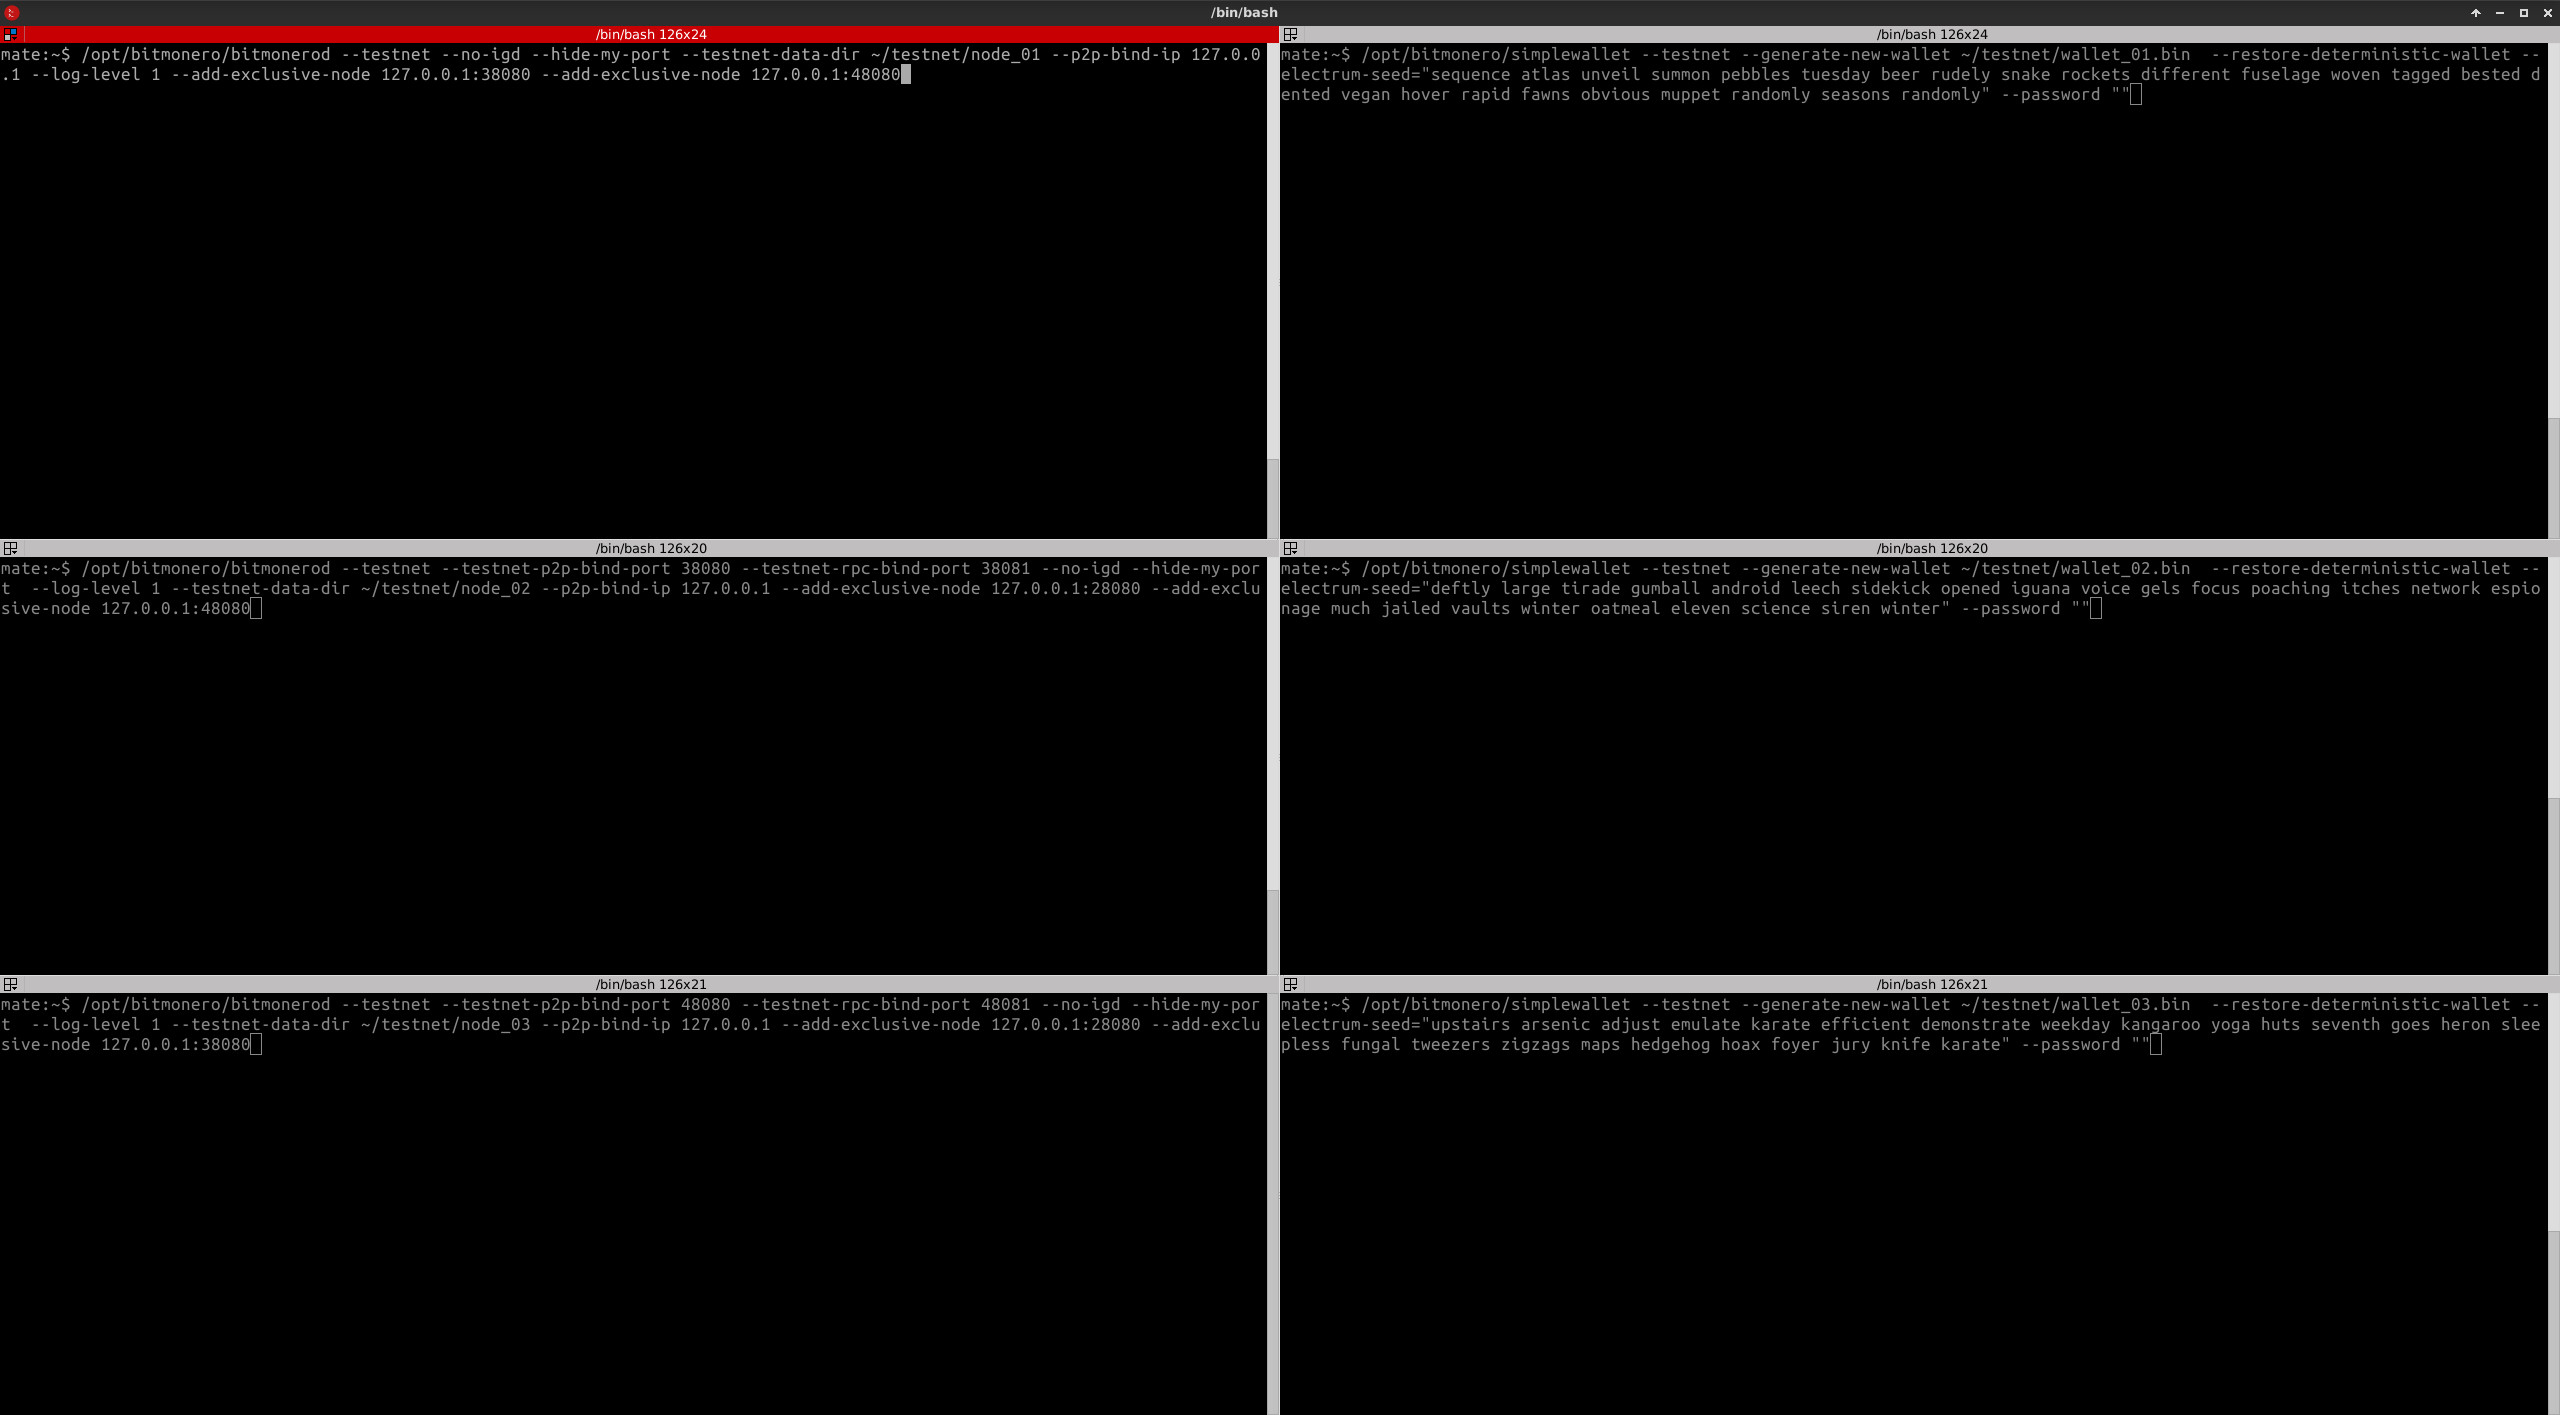 /bin/bash
/bin/bash 126x24
mate:~$ /opt/bitmonero/bitmonerod --testnet --no-igd --hide-my-port --testnet-data-dir ~/testnet/node_01 --p2p-bind-ip 127.0.0
.1 --log-level 1 --add-exclusive-node 127.0.0.1:38080 --add-exclusive-node 127.0.0.1:48080
/bin/bash 126x24
mate:~$ /opt/bitmonero/simplewallet --testnet --generate-new-wallet ~/testnet/wallet_01.bin  --restore-deterministic-wallet --
electrum-seed="sequence atlas unveil summon pebbles tuesday beer rudely snake rockets different fuselage woven tagged bested d
ented vegan hover rapid fawns obvious muppet randomly seasons randomly" --password ""
/bin/bash 126x20
mate:~$ /opt/bitmonero/bitmonerod --testnet --testnet-p2p-bind-port 38080 --testnet-rpc-bind-port 38081 --no-igd --hide-my-por
t  --log-level 1 --testnet-data-dir ~/testnet/node_02 --p2p-bind-ip 127.0.0.1 --add-exclusive-node 127.0.0.1:28080 --add-exclu
sive-node 127.0.0.1:48080
/bin/bash 126x20
mate:~$ /opt/bitmonero/simplewallet --testnet --generate-new-wallet ~/testnet/wallet_02.bin  --restore-deterministic-wallet --
electrum-seed="deftly large tirade gumball android leech sidekick opened iguana voice gels focus poaching itches network espio
nage much jailed vaults winter oatmeal eleven science siren winter" --password ""
/bin/bash 126x21
mate:~$ /opt/bitmonero/bitmonerod --testnet --testnet-p2p-bind-port 48080 --testnet-rpc-bind-port 48081 --no-igd --hide-my-por
t  --log-level 1 --testnet-data-dir ~/testnet/node_03 --p2p-bind-ip 127.0.0.1 --add-exclusive-node 127.0.0.1:28080 --add-exclu
sive-node 127.0.0.1:38080
/bin/bash 126x21
mate:~$ /opt/bitmonero/simplewallet --testnet --generate-new-wallet ~/testnet/wallet_03.bin  --restore-deterministic-wallet --
electrum-seed="upstairs arsenic adjust emulate karate efficient demonstrate weekday kangaroo yoga huts seventh goes heron slee
pless fungal tweezers zigzags maps hedgehog hoax foyer jury knife karate" --password ""